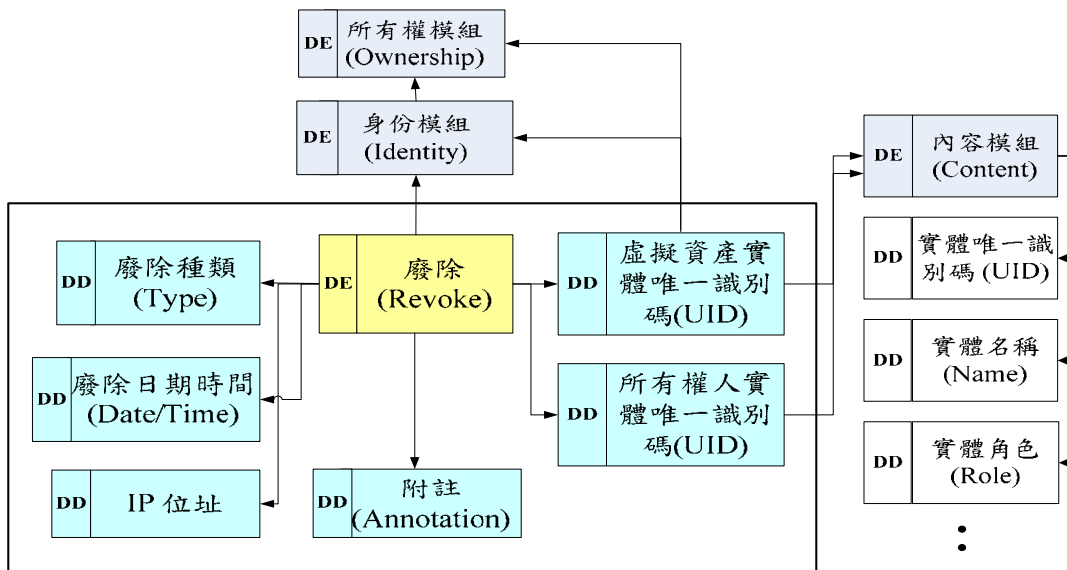 DE
所有權模組
(Ownership)
DE
身份模組
(Identity)
DE
內容模組
(Content)
DD
廢除種類
(Type)
DE
廢除
(Revoke)
DD
虛擬資產實
體唯一識別
碼(UID)
DD
實體唯一識
別碼 (UID)
DD
廢除日期時間
(Date/Time)
DD
所有權人實
體唯一識別
碼(UID)
DD
實體名稱
(Name)
DD
IP 位址
DD
附註
(Annotation)
DD
實體角色
(Role)